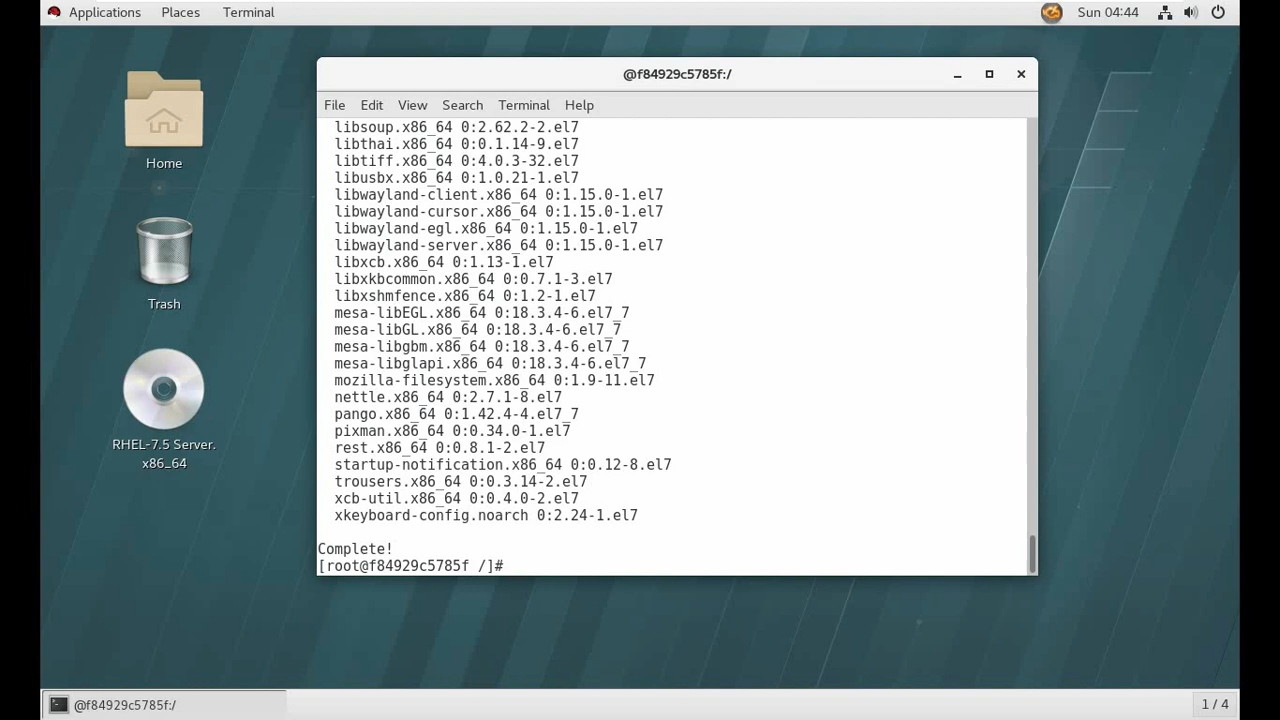 Applications Places Terminal
Sun 04:44
@f84929c5785f:/
File Edit View Search Terminal Help
libsoup.x86_64 0:2.62.2-2.el7
libthai.x86_64 0:0.1.14-9.el7
libtiff.x86_64 0:4.0.3-32.el7
libusbx.x86_64 0:1.0.21-1.el7
libwayland-client.x86_64 0:1.15.0-1.el7
libwayland-cursor.x86_64 0:1.15.0-1.el7
libwayland-egl.x86_64 0:1.15.0-1.el7
libwayland-server.x86_64 0:1.15.0-1.el7
libxcb.x86_64 0:1.13-1.el7
libxkbcommon.x86_64 0:0.7.1-3.el7
libxshmfence.x86_64 0:1.2-1.el7
mesa-libEGL.x86_64 0:18.3.4-6.el7_7
mesa-libGL.x86_64 0:18.3.4-6.el7_7
mesa-libgbm.x86_64 0:18.3.4-6.el7_7
mesa-libglapi.x86_64 0:18.3.4-6.el7_7
mozilla-filesystem.x86_64 0:1.9-11.el7
nettle.x86_64 0:2.7.1-8.el7
pango.x86_64 0:1.42.4-4.el7_7
pixman.x86_64 0:0.34.0-1.el7
rest.x86_64 0:0.8.1-2.el7
startup-notification.x86_64 0:0.12-8.el7
trousers.x86_64 0:0.3.14-2.el7
xcb-util.x86_64 0:0.4.0-2.el7
xkeyboard-config.noarch 0:2.24-1.el7
Complete!
[root@f84929c5785f /]#
Home
Trash
RHEL-7.5 Server.
x86_64
@f84929c5785f:/
1 / 4